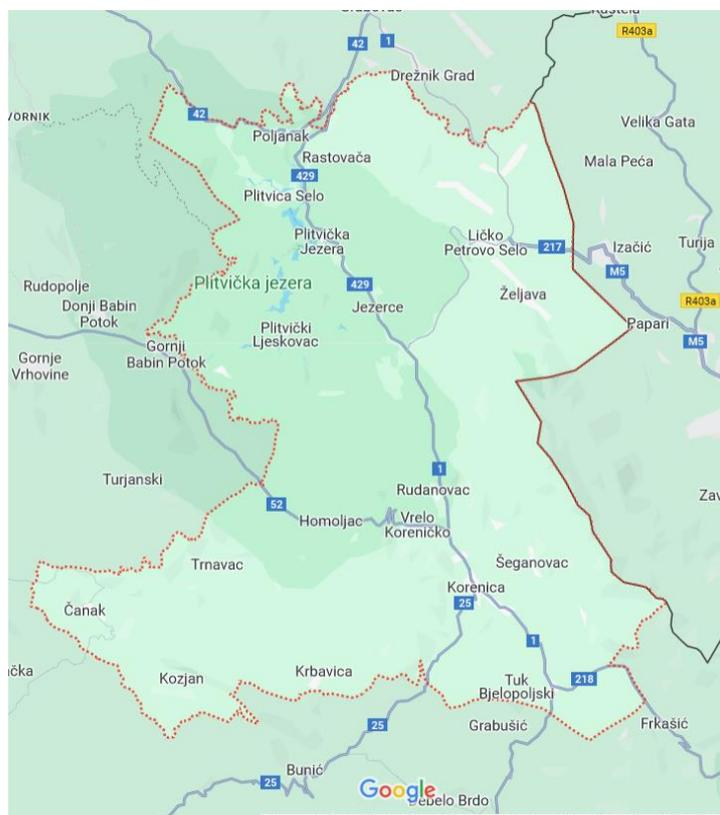 42
1
Drežnik Grad
R403a
VORNIK
42
Poljanak
Velika Gata
Rastovača
Mala Peća
429
Plitvica Selo
Plitvička
Jezera
Ličko
Petrovo Selo
217
Izačić
Turija
M5
Plitvička jezera
429
Željava
Rudopolje
Donji Babin
Potok
Jezerce
R403a
Plitvički
Ljeskovac
Papari
M5
Gornje
Vrhovine
Gornji
Babin Potok
Turjanski
1
Rudanovac
Zav
52
Homoljac
Vrelo
Koreničko
Trnavac
Šeganovac
Korenica
Čanak
25
1
ačka
Kozjan
Krbavica
Tuk
Bjelopoljski
218
25
Grabušić
Frkašić
Bunić
25
Google
Debelo Brdo